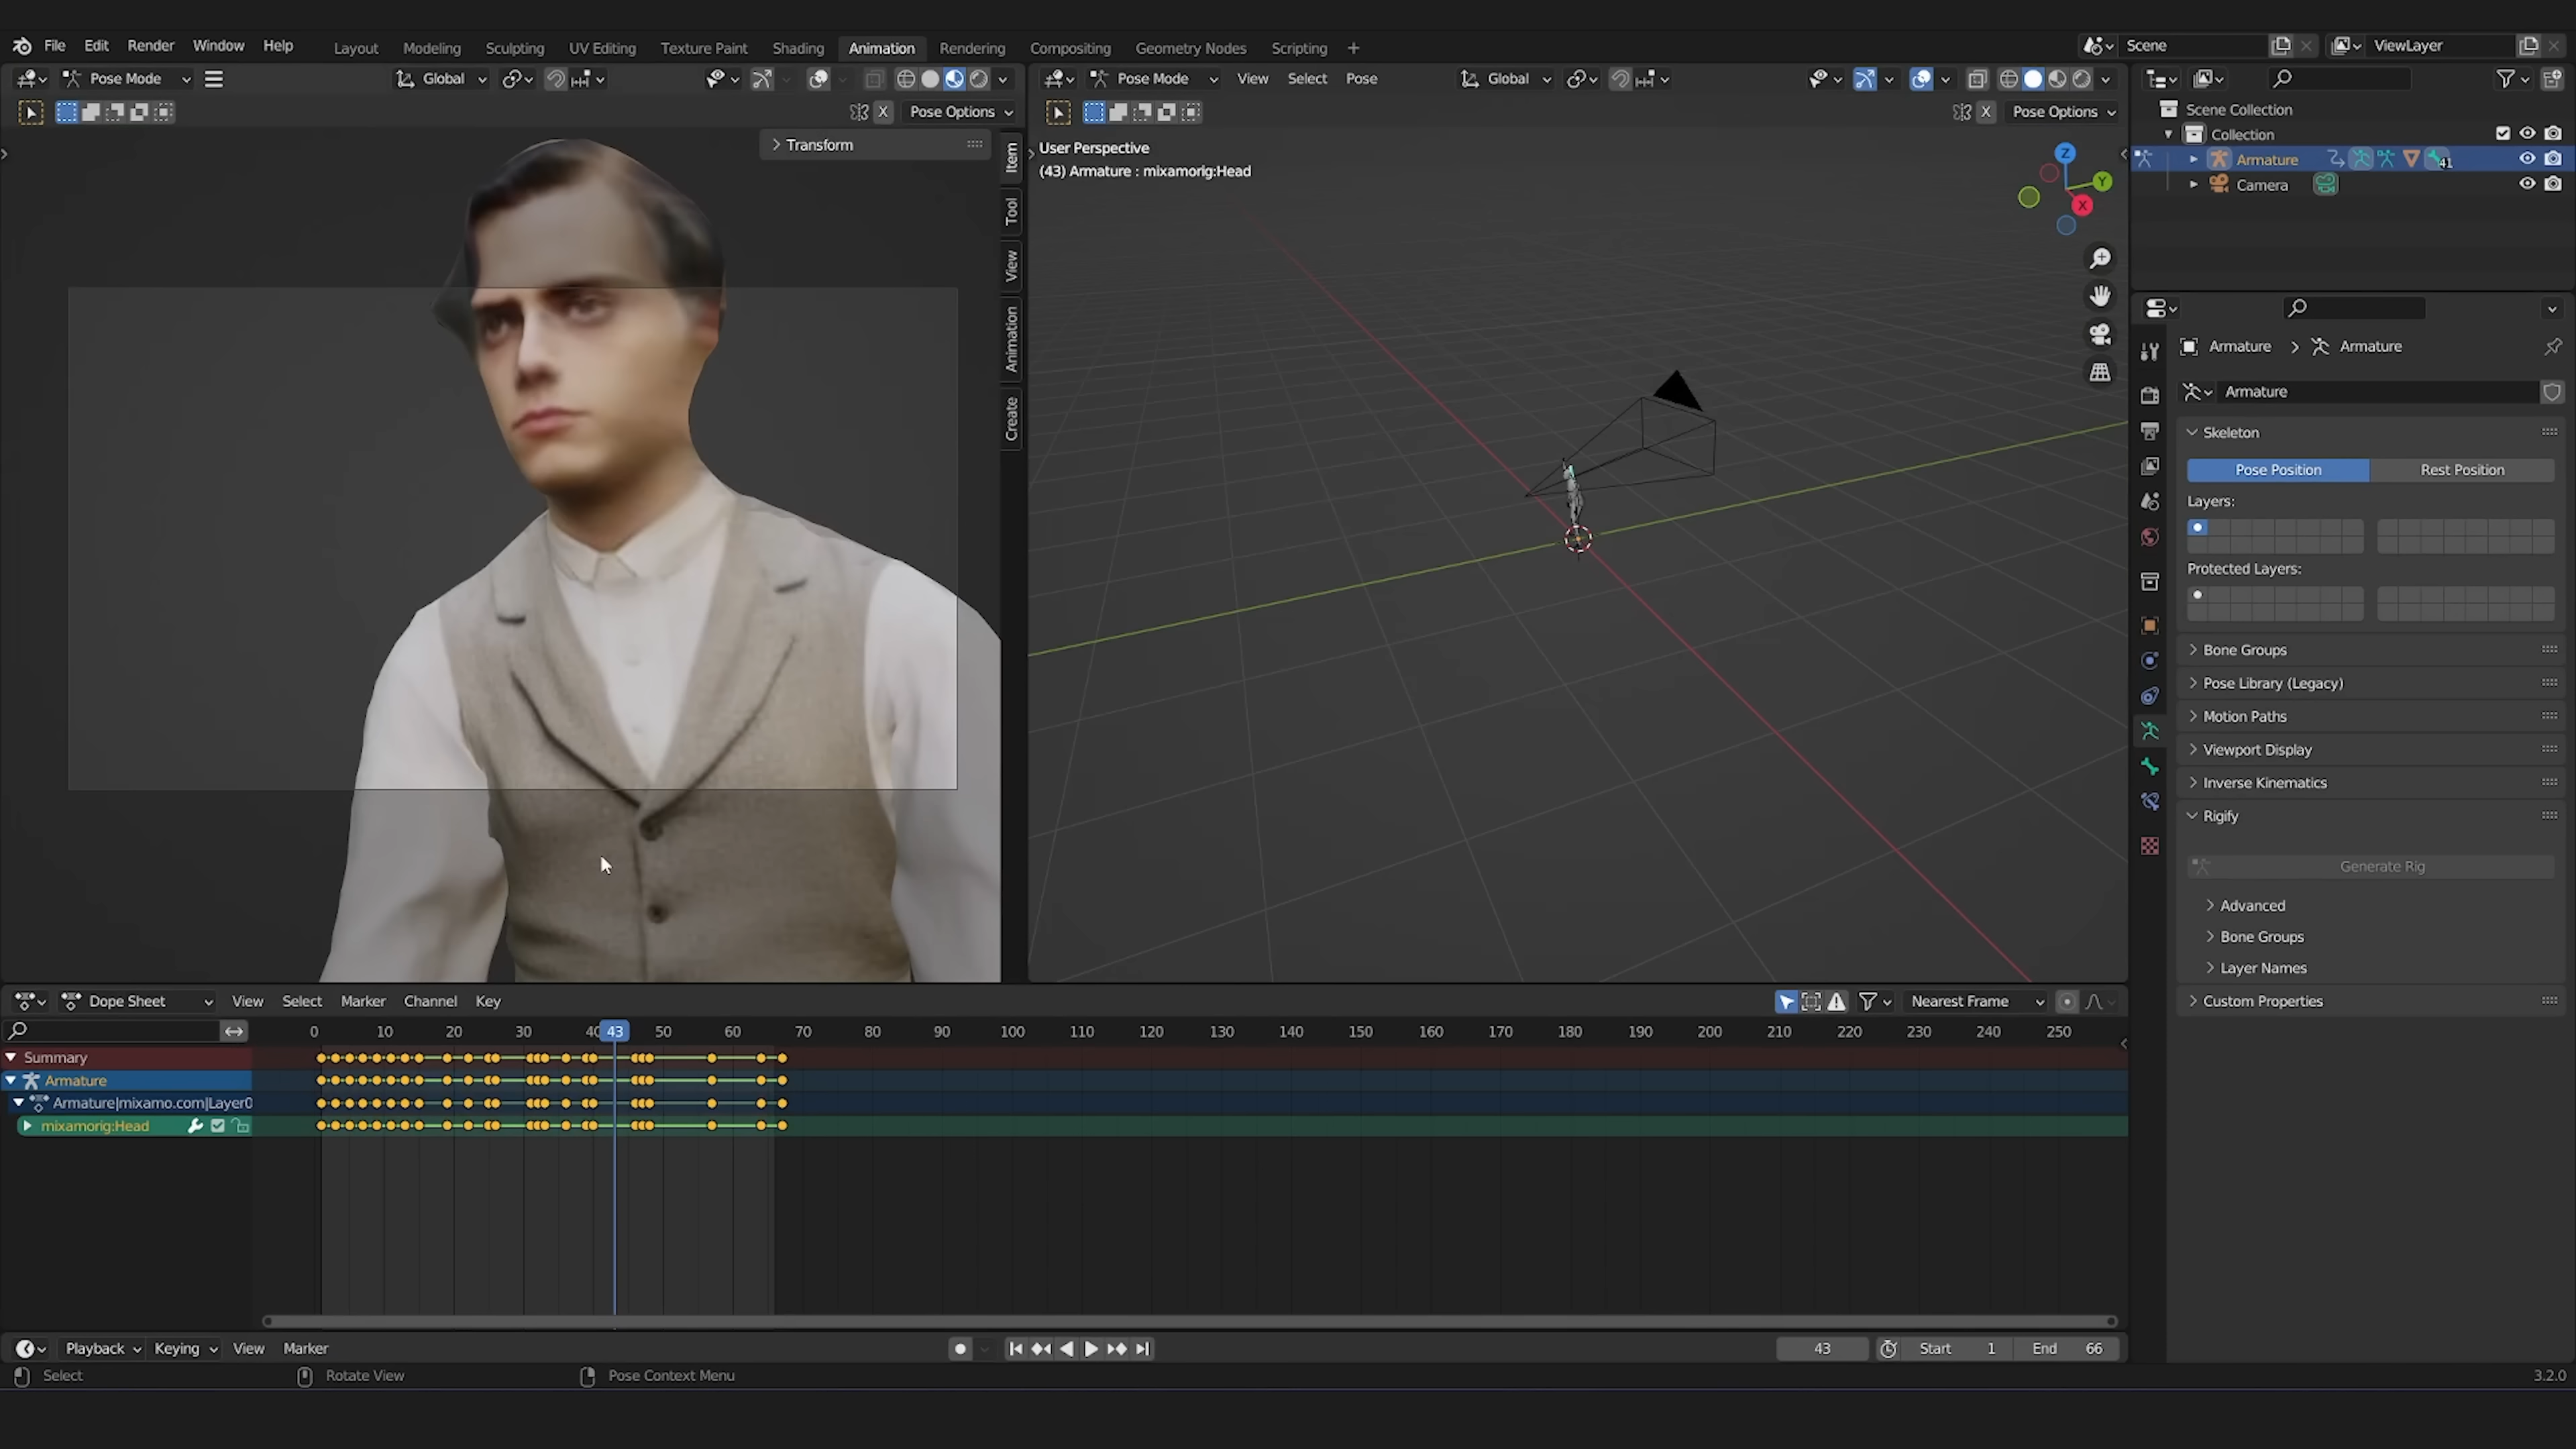 File Edit Render Window Help Layout Modeling Sculpting UV Editing Texture Paint Shading Animation Rendering Compositing Geometry Nodes Scripting + Scene ViewLayer
Pose Mode Global Pose Mode View Select Pose Global
X Pose Options X Pose Options
Transform
Item
Tool
View
Animation
Create
User Perspective
(43) Armature : mixamorig:Head
Z
Y
X
Scene Collection
Collection
Armature 41
Camera
Armature > Armature
Armature
Skeleton
Pose Position Rest Position
Layers:
Protected Layers:
Bone Groups
Pose Library (Legacy)
Motion Paths
Viewport Display
Inverse Kinematics
Rigify
Generate Rig
Advanced
Bone Groups
Layer Names
Custom Properties
Dope Sheet View Select Marker Channel Key Nearest Frame
0 10 20 30 40 43 50 60 70 80 90 100 110 120 130 140 150 160 170 180 190 200 210 220 230 240 250
Summary
Armature
Armature|mixamo.com|Layer0
mixamorig:Head
Playback Keying View Marker 43 Start 1 End 66
Select Rotate View Pose Context Menu 3.2.0